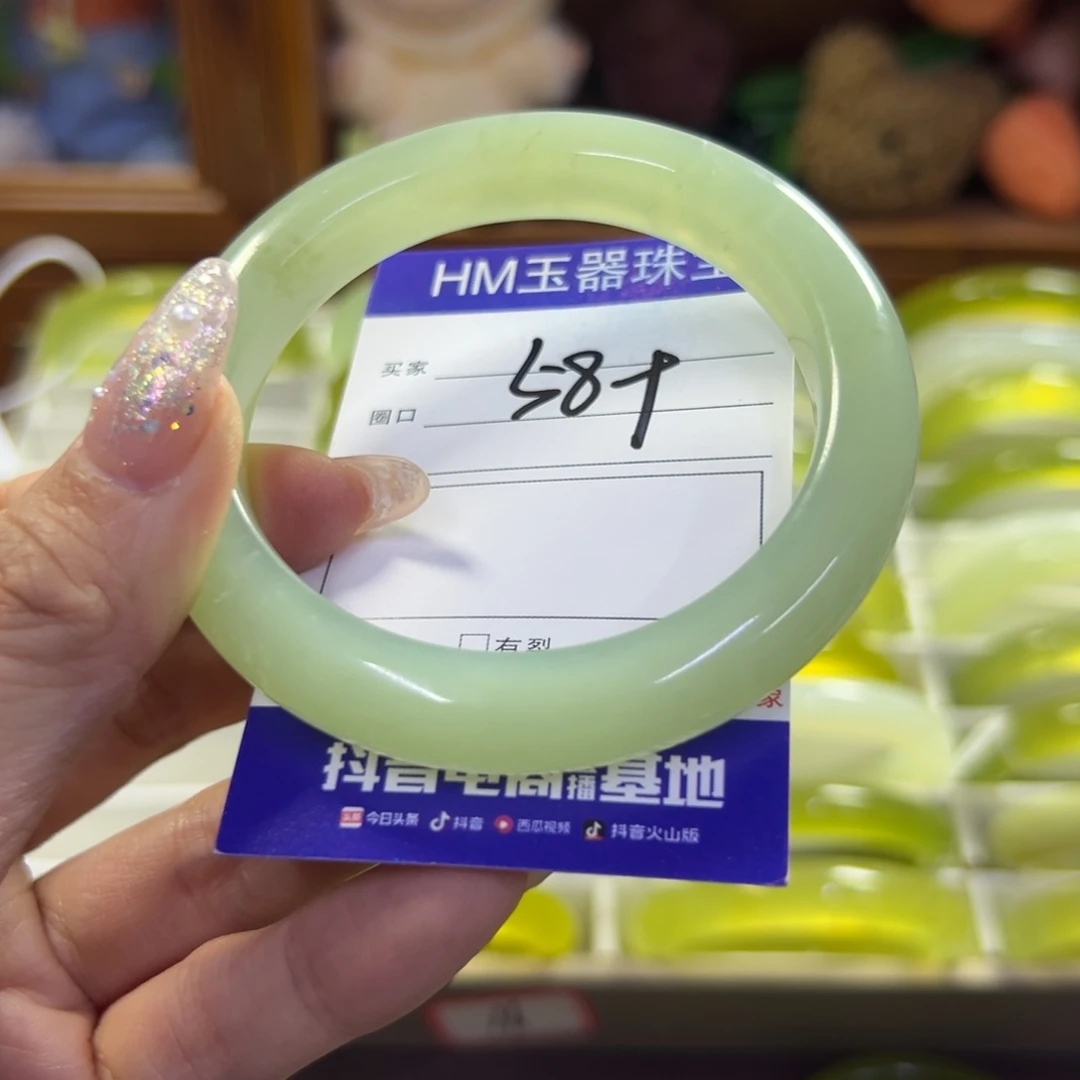 HM玉器珠宝
买家
58+
圈口
□有裂
家
抖音电商直播基地
今日头条 抖音 西瓜视频 抖音火山版